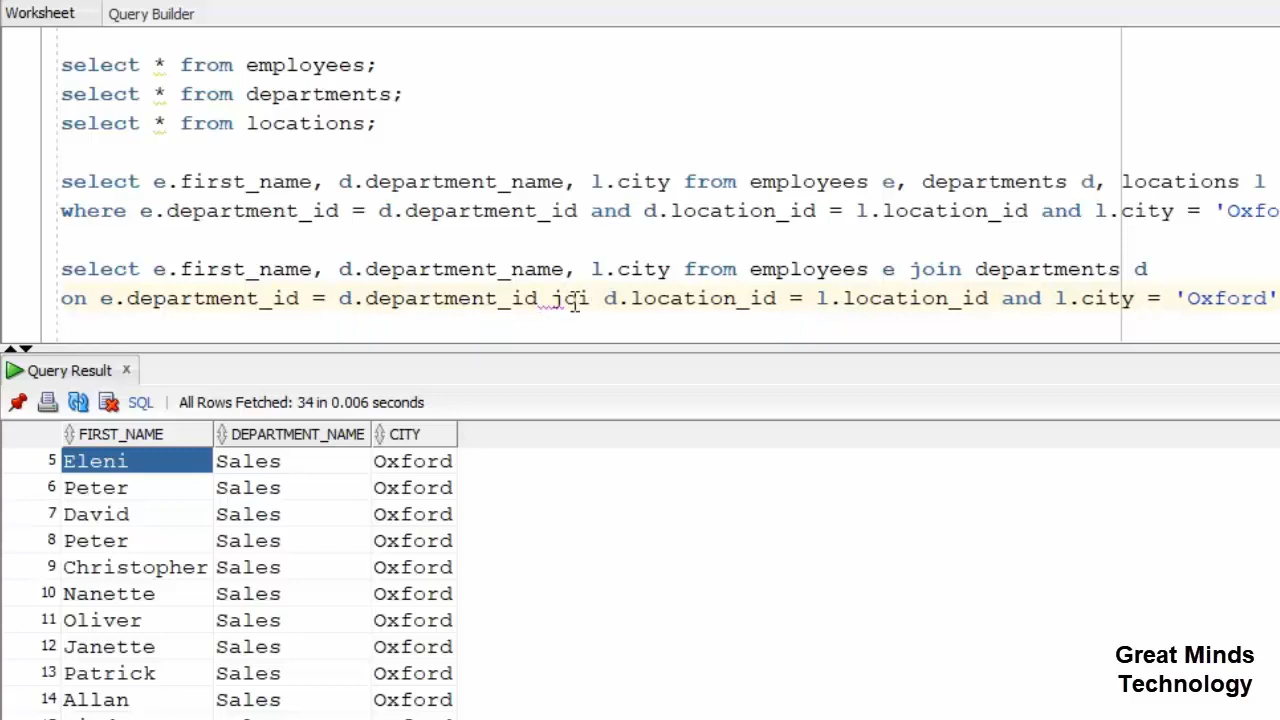 Worksheet Query Builder
select * from employees;
select * from departments;
select * from locations;
select e.first_name, d.department_name, l.city from employees e, departments d, locations l
where e.department_id = d.department_id and d.location_id = l.location_id and l.city = 'Oxfo
select e.first_name, d.department_name, l.city from employees e join departments d
on e.department_id = d.department_id joi d.location_id = l.location_id and l.city = 'Oxford'
Query Result x
SQL | All Rows Fetched: 34 in 0.006 seconds
FIRST_NAME DEPARTMENT_NAME CITY
5 Eleni Sales Oxford
6 Peter Sales Oxford
7 David Sales Oxford
8 Peter Sales Oxford
9 Christopher Sales Oxford
10 Nanette Sales Oxford
11 Oliver Sales Oxford
12 Janette Sales Oxford
13 Patrick Sales Oxford
14 Allan Sales Oxford
Great Minds
Technology